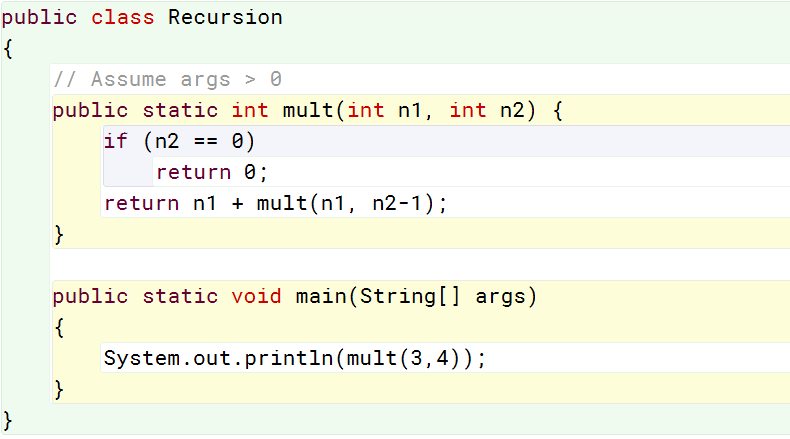 public class Recursion
{
// Assume args > 0
public static int mult(int n1, int n2) {
if (n2 == 0)
return 0;
return n1 + mult(n1, n2-1);
}
public static void main(String[] args)
{
System.out.println(mult(3,4));
}
}